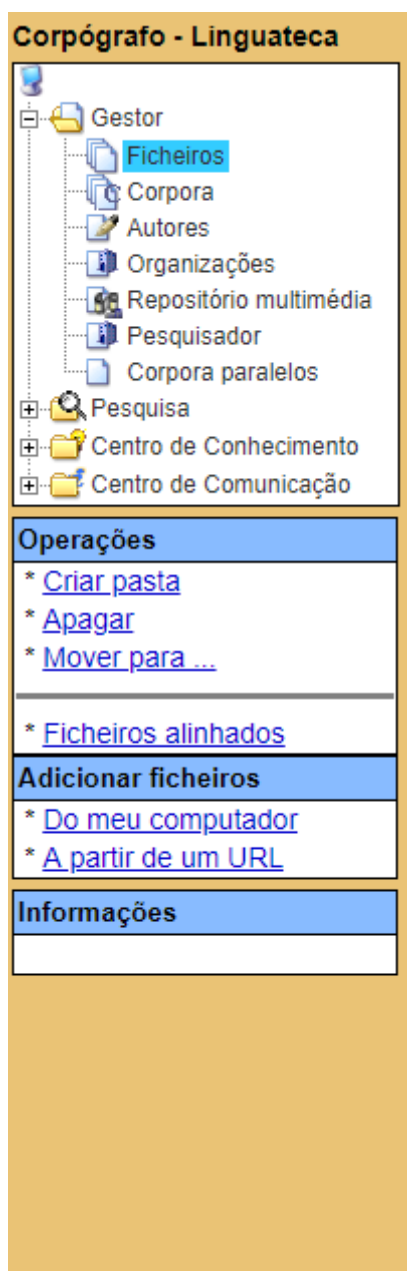 Corpógrafo - Linguateca
Gestor
Ficheiros
Corpora
Autores
Organizações
Repositório multimédia
Pesquisador
Corpora paralelos
Pesquisa
Centro de Conhecimento
Centro de Comunicação
Operações
* Criar pasta
* Apagar
* Mover para ...
* Ficheiros alinhados
Adicionar ficheiros
* Do meu computador
* A partir de um URL
Informações